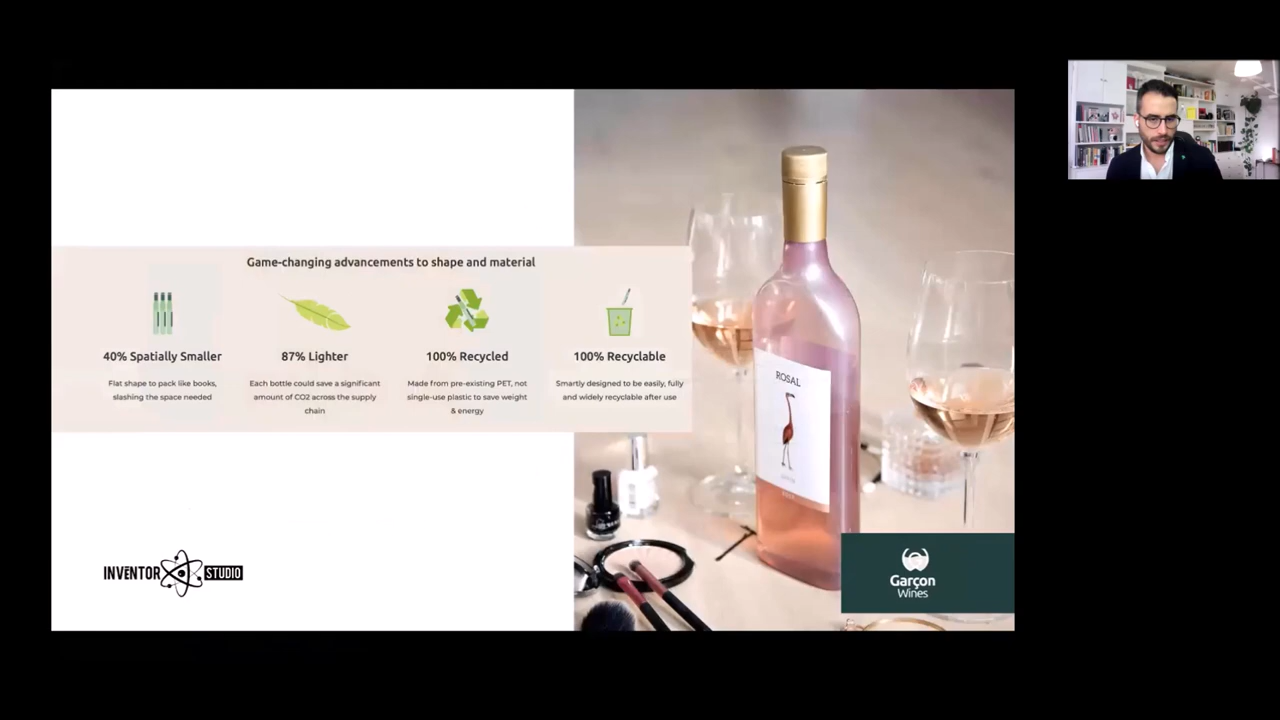 Game-changing advancements to shape and material
40% Spatially Smaller
Flat shape to pack like books,
slashing the space needed
87% Lighter
Each bottle could save a significant
amount of CO2 across the supply
chain
100% Recycled
Made from pre-existing PET, not
single-use plastic to save weight
& energy
100% Recyclable
Smartly designed to be easily, fully
and widely recyclable after use
ROSAL
INVENTOR STUDIO
Garçon
Wines